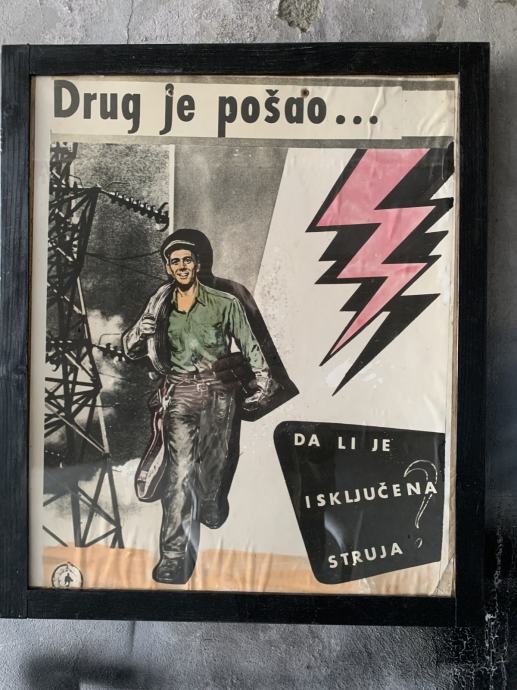 Drug je pošao...
DA LI JE
ISKLJUČENA
STRUJA?